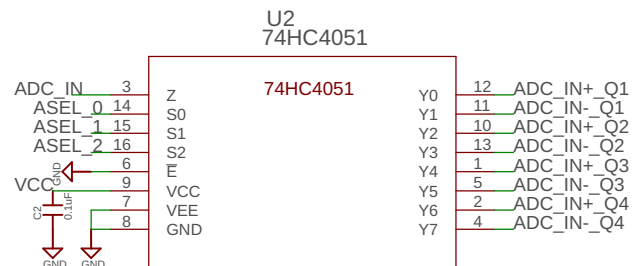 U2
74HC4051
74HC4051
ADC_IN 3 Z Y0 12 ADC_IN+_Q1
ASEL_0 14 S0 Y1 11 ADC_IN-_Q1
ASEL_1 15 S1 Y2 10 ADC_IN+_Q2
ASEL_2 16 S2 Y3 13 ADC_IN-_Q2
GND 6 E Y4 1 ADC_IN+_Q3
VCC 9 VCC Y5 5 ADC_IN-_Q3
C2 0.1uF 7 VEE Y6 2 ADC_IN+_Q4
8 GND Y7 4 ADC_IN-_Q4
GND GND